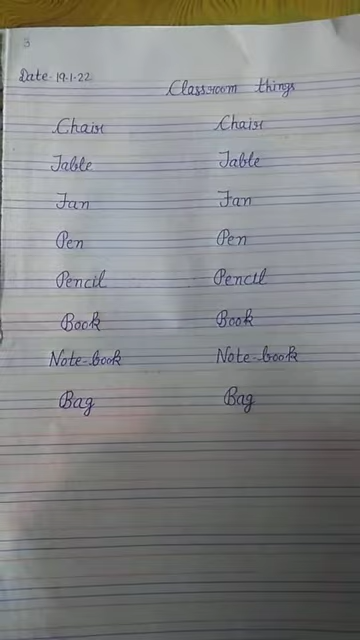 3
Date-19.1.22
Classroom things
Chair Chair
Table Table
Fan Fan
Pen Pen
Pencil Pencil
Book Book
Note-book Note-book
Bag Bag